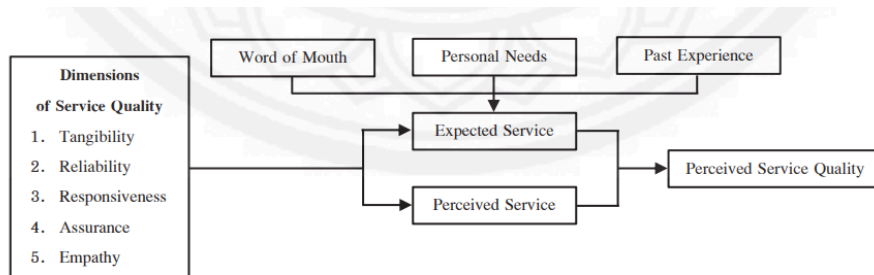 Dimensions
of Service Quality
1. Tangibility
2. Reliability
3. Responsiveness
4. Assurance
5. Empathy
Word of Mouth
Personal Needs
Past Experience
Expected Service
Perceived Service
Perceived Service Quality